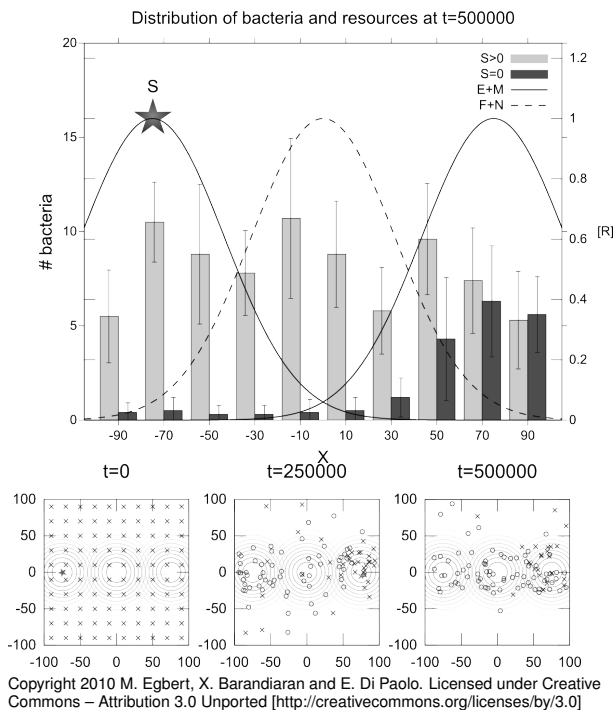 Distribution of bacteria and resources at t=500000
20
15
10
5
0
# bacteria
S
S>0
S=0
E+M
F+N
1.2
1
0.8
0.6
0.4
0.2
0
[R]
-90 -70 -50 -30 -10 10 30 50 70 90
X
t=0 t=250000 t=500000
100 100 100
50 50 50
0 0 0
-50 -50 -50
-100 -100 -100
-100 -50 0 50 100 -100 -50 0 50 100 -100 -50 0 50 100
Copyright 2010 M. Egbert, X. Barandiaran and E. Di Paolo. Licensed under Creative
Commons – Attribution 3.0 Unported [http://creativecommons.org/licenses/by/3.0]